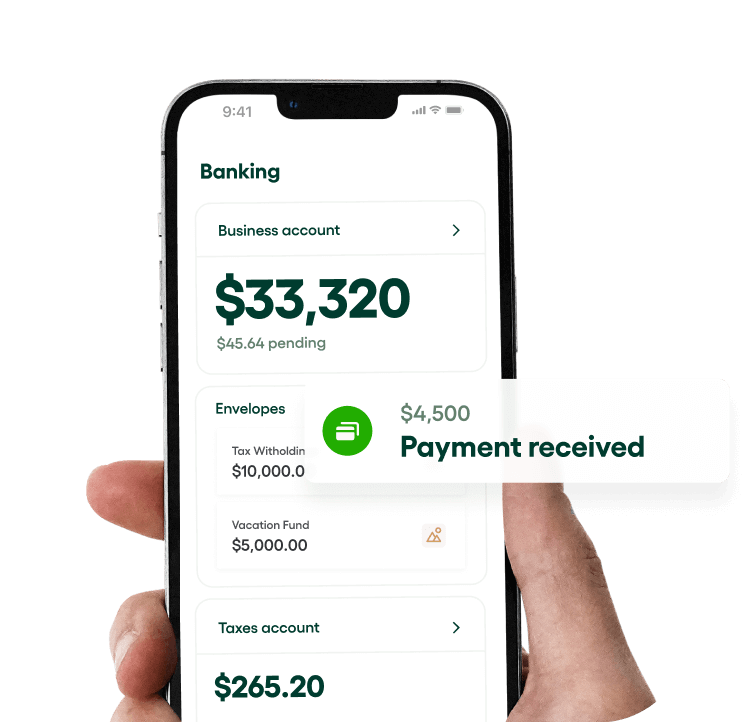 9:41
Banking
Business account
$33,320
$45.64 pending
Envelopes
$4,500
Payment received
Tax Witholdin
$10,000.0
Vacation Fund
$5,000.00
Taxes account
$265.20